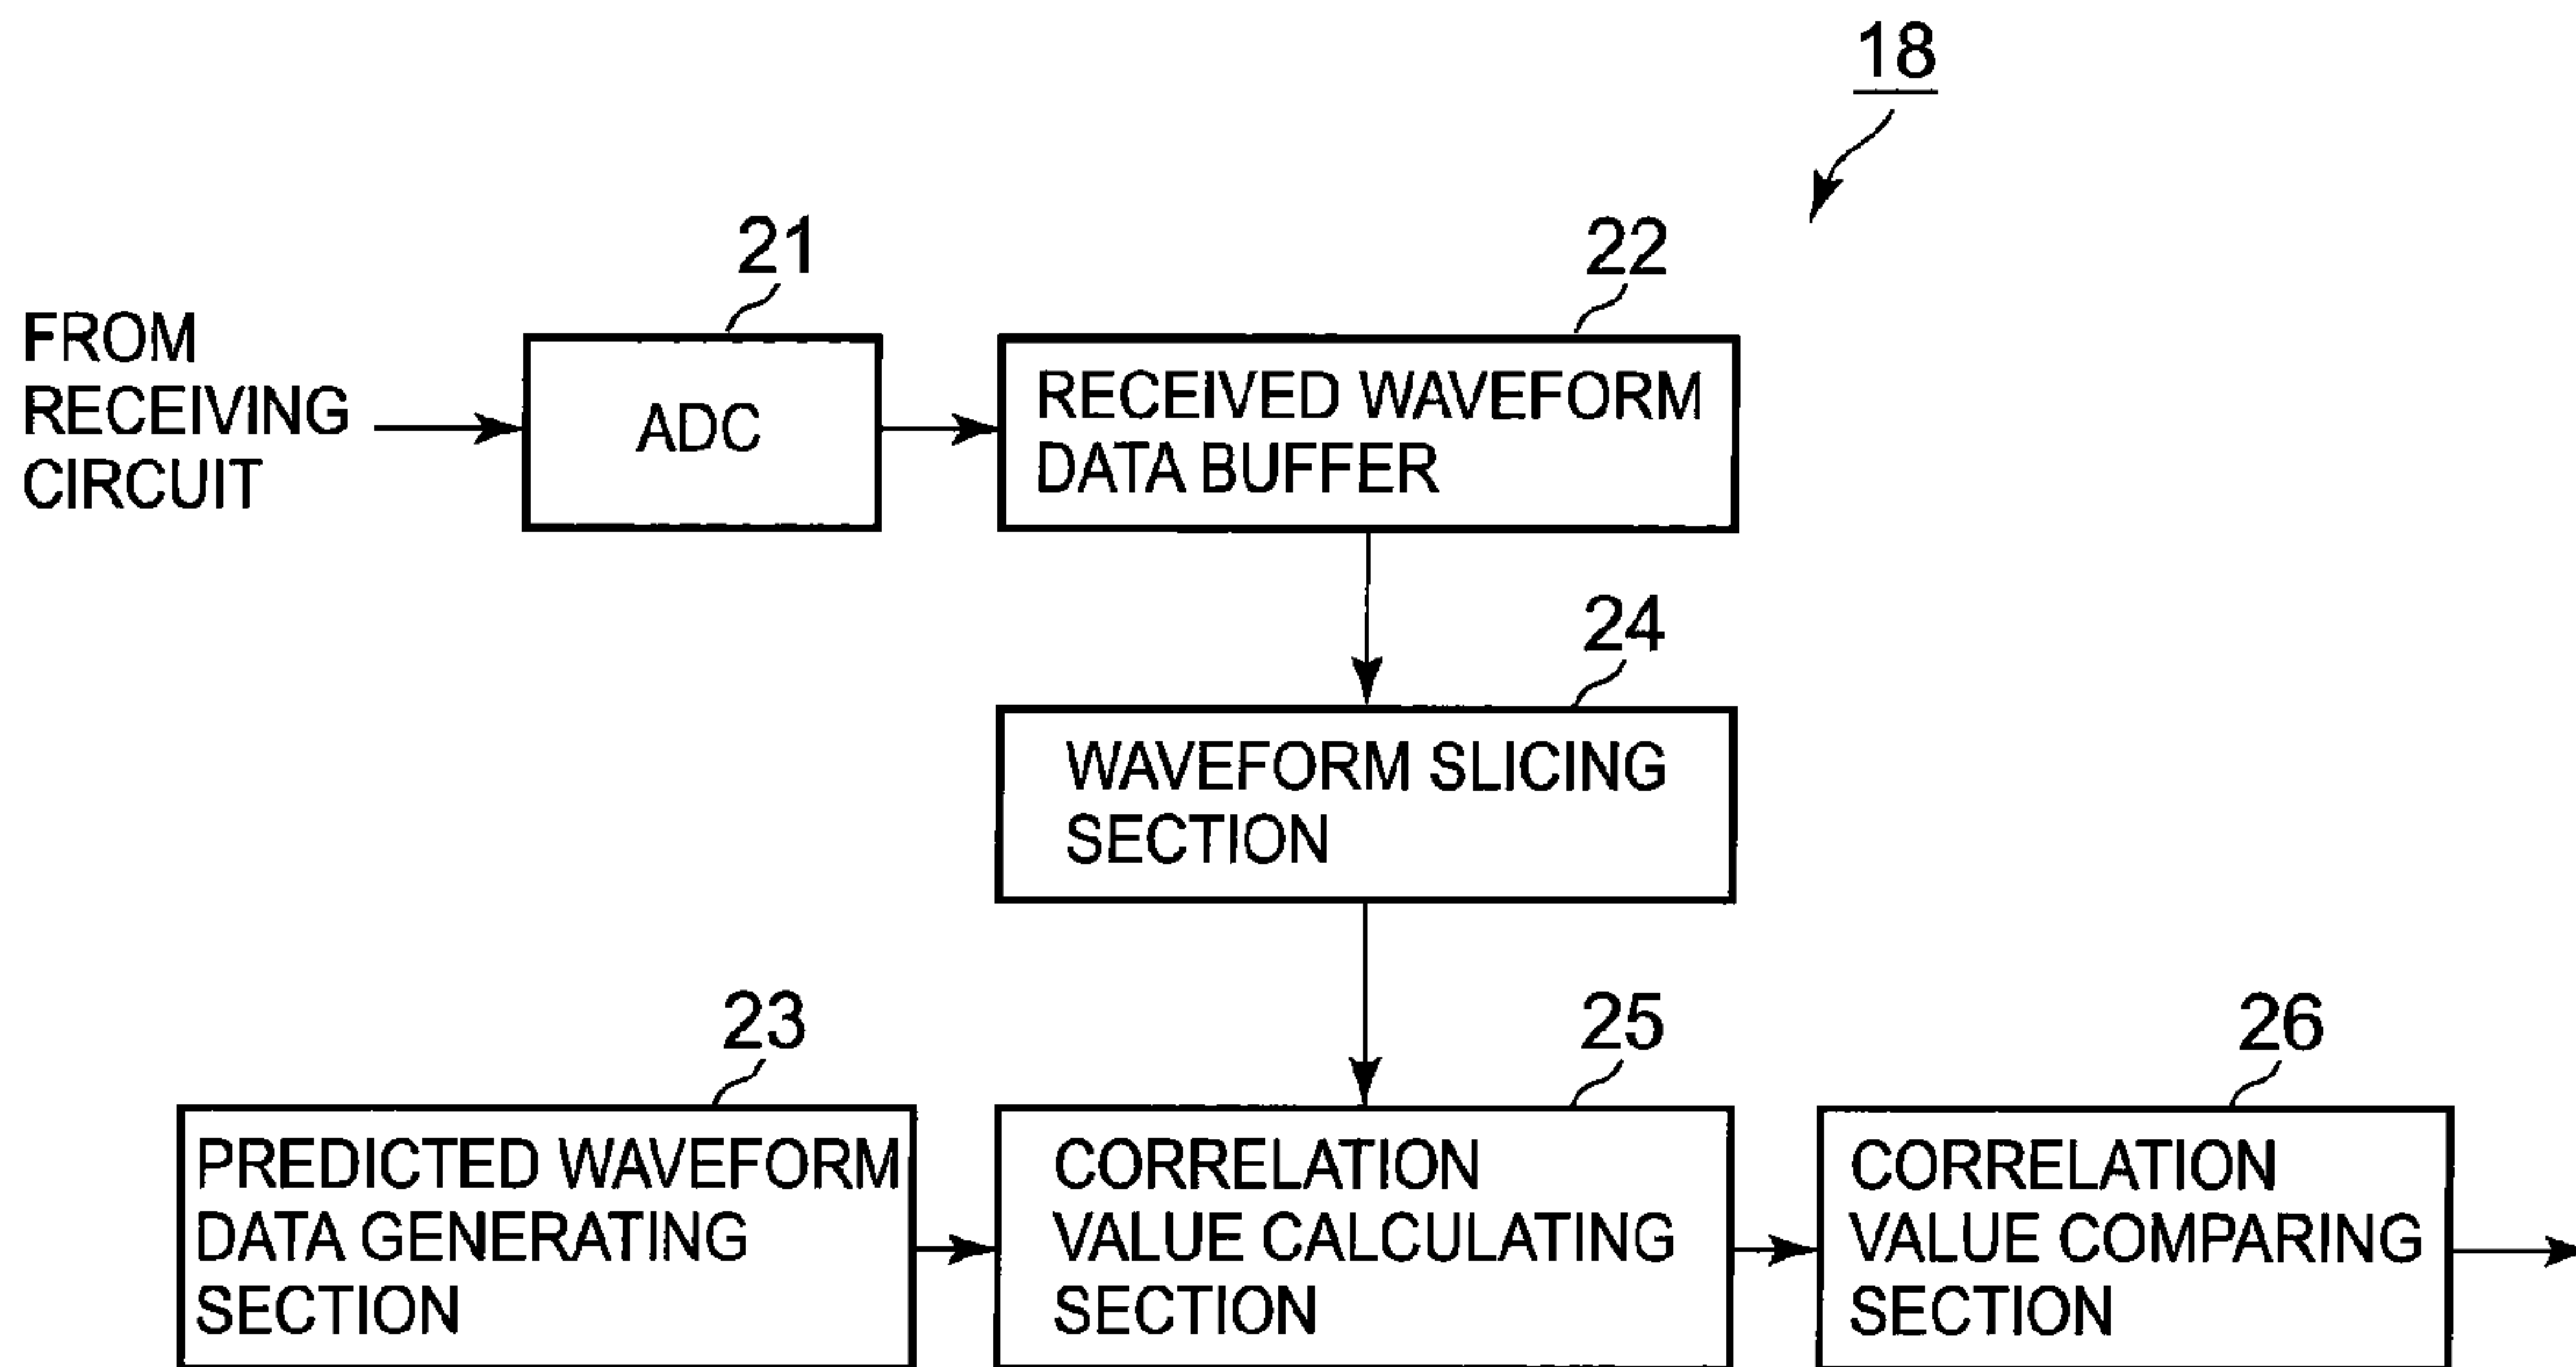 18
21
22
FROM
RECEIVING
CIRCUIT
ADC
RECEIVED WAVEFORM
DATA BUFFER
24
WAVEFORM SLICING
SECTION
23
25
26
PREDICTED WAVEFORM
DATA GENERATING
SECTION
CORRELATION
VALUE CALCULATING
SECTION
CORRELATION
VALUE COMPARING
SECTION